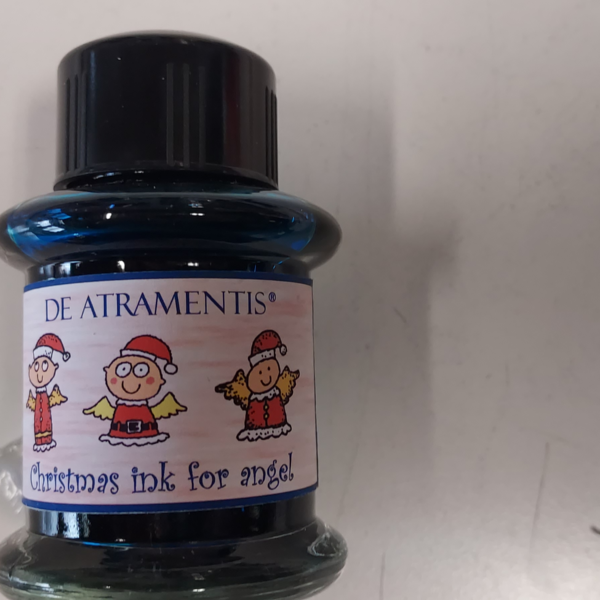 DE ATRAMENTIS®
Christmas ink for angel